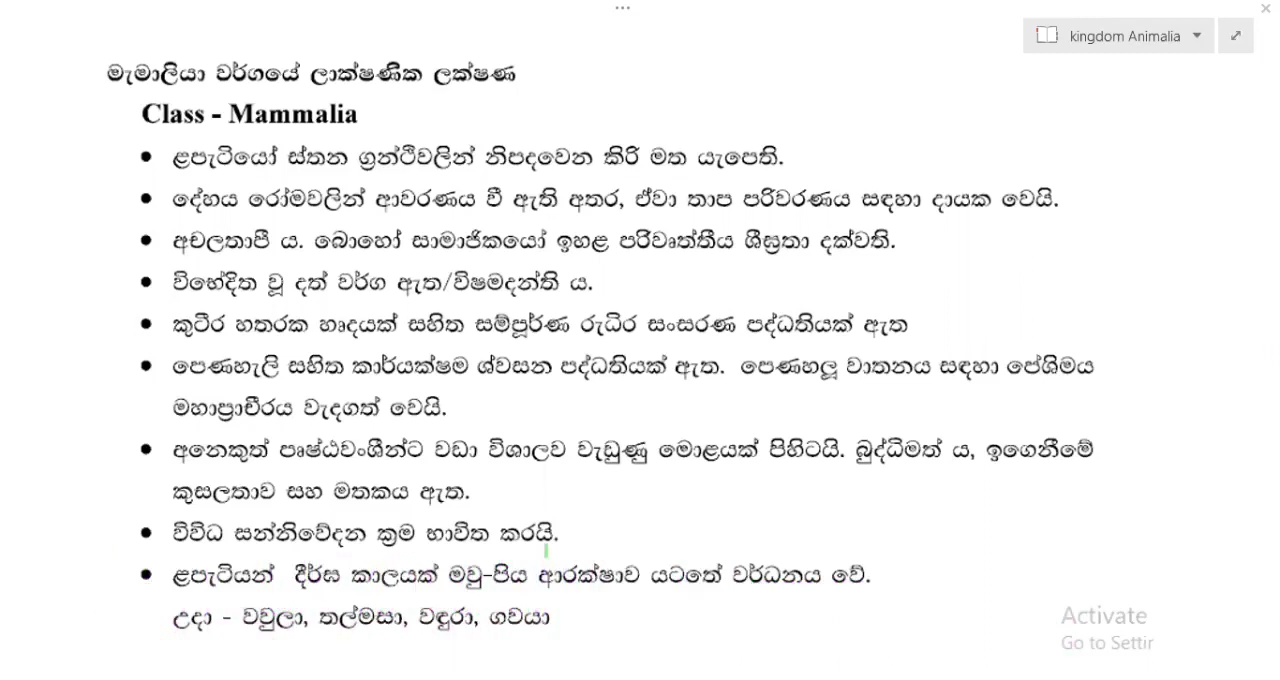 kingdom Animalia
මැමාලියා වර්ගයේ ලාක්ෂණික ලක්ෂණ
Class - Mammalia
• ළපැටියෝ ස්තන ග්‍රන්ථිවලින් නිපදවෙන කිරි මත යැපෙති.
• දේහය රෝමවලින් ආවරණය වී ඇති අතර, ඒවා තාප පරිවරණය සඳහා දායක වෙයි.
• අචලතාපී ය. බොහෝ සාමාජිකයෝ ඉහළ පරිවෘත්තීය ශීඝ්‍රතා දක්වති.
• විභේදිත වූ දත් වර්ග ඇත/විෂමදන්ති ය.
• කුටීර හතරක හෘදයක් සහිත සම්පූර්ණ රුධිර සංසරණ පද්ධතියක් ඇත
• පෙණහැලි සහිත කාර්යක්ෂම ශ්වසන පද්ධතියක් ඇත. පෙණහලු වාතනය සඳහා පේශිමය
මහාප්‍රාචීරය වැදගත් වෙයි.
• අනෙකුත් පෘෂ්ඨවංශීන්ට වඩා විශාලව වැඩුණු මොළයක් පිහිටයි. බුද්ධිමත් ය, ඉගෙනීමේ
කුසලතාව සහ මතකය ඇත.
• විවිධ සන්නිවේදන ක්‍රම භාවිත කරයි.
• ළපැටියන් දීර්ඝ කාලයක් මවු-පිය ආරක්ෂාව යටතේ වර්ධනය වේ.
උදා - වවුලා, තල්මසා, වඳුරා, ගවයා
Activate
Go to Settir